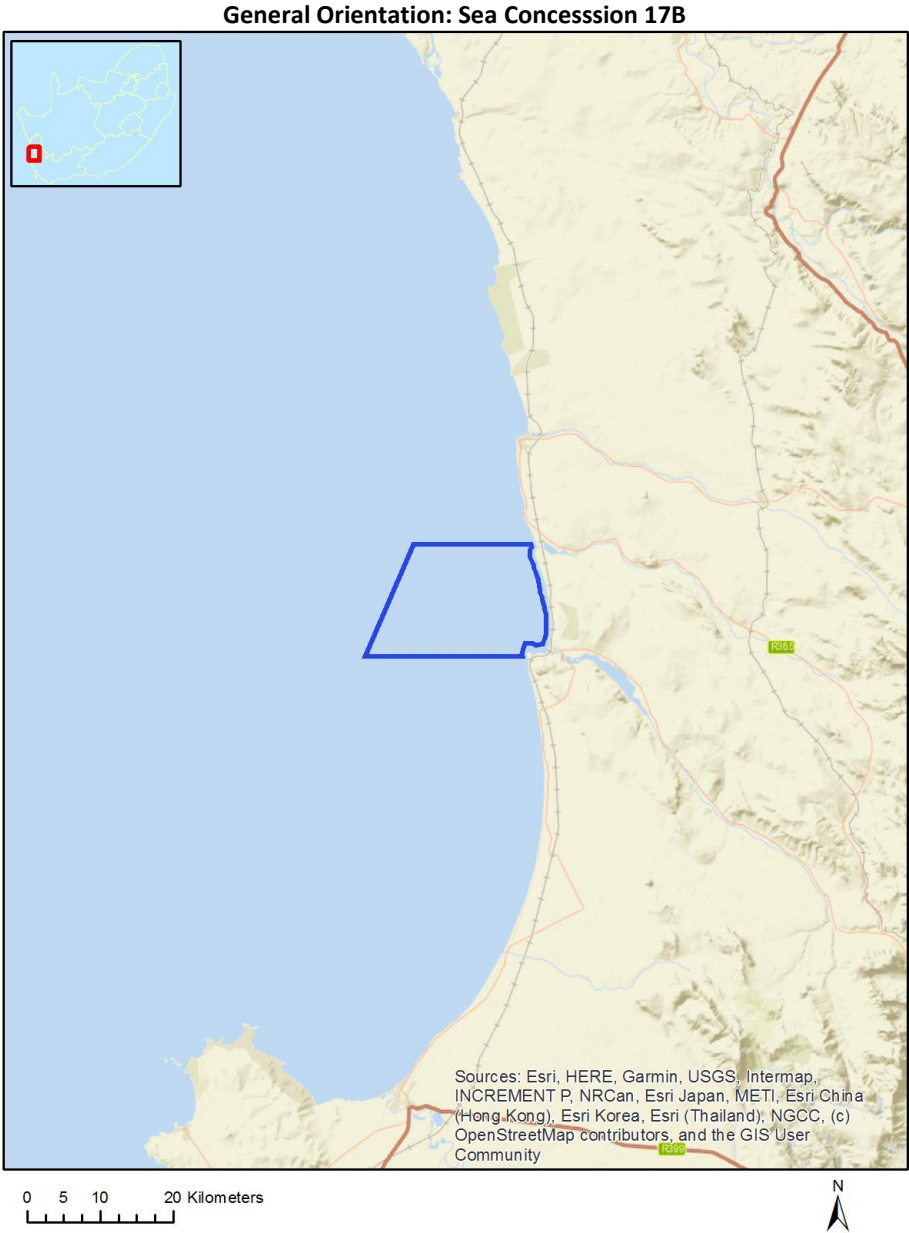 General Orientation: Sea Concesssion 17B
R365
Sources: Esri, HERE, Garmin, USGS, Intermap,
INCREMENT P, NRCan, Esri Japan, METI, Esri China
(Hong Kong), Esri Korea, Esri (Thailand), NGCC, (c)
OpenStreetMap contributors, and the GIS User
Community
R399
0 5 10 20 Kilometers
N